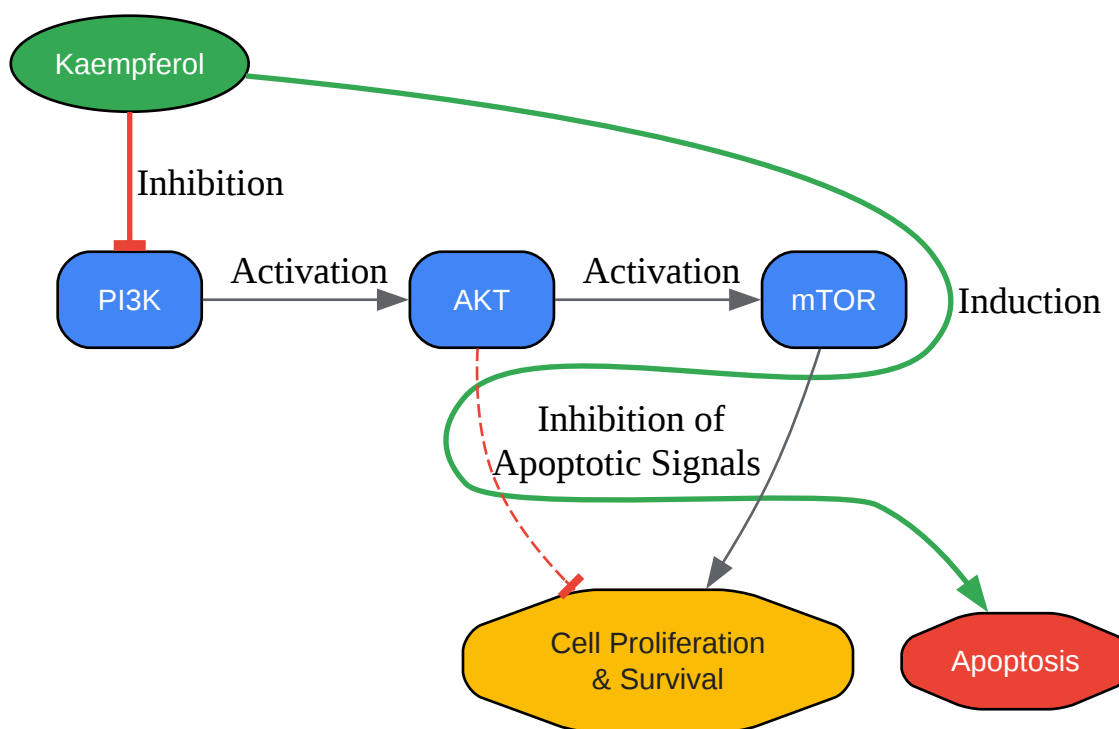 Kaempferol
Inhibition
Activation
Activation
PI3K
AKT
mTOR
Induction
Inhibition of
Apoptotic Signals
Cell Proliferation
& Survival
Apoptosis